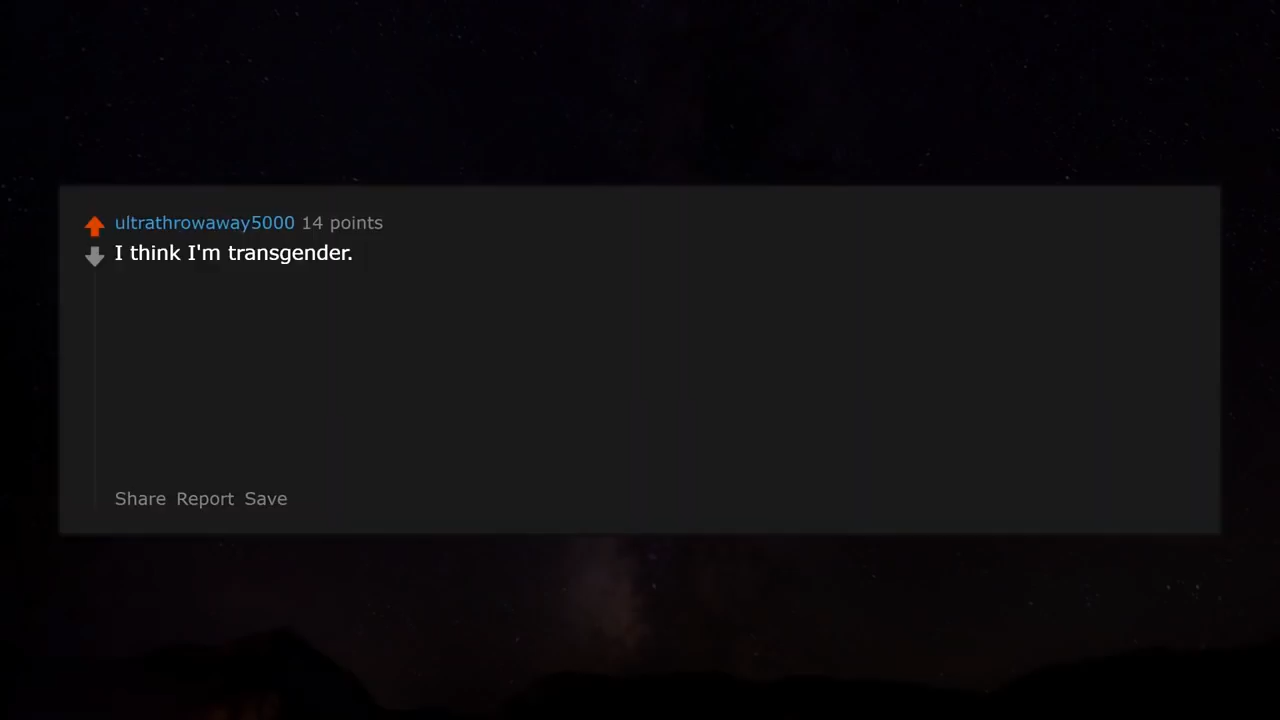 ultrathrowaway5000 14 points
I think I'm transgender.
Share Report Save